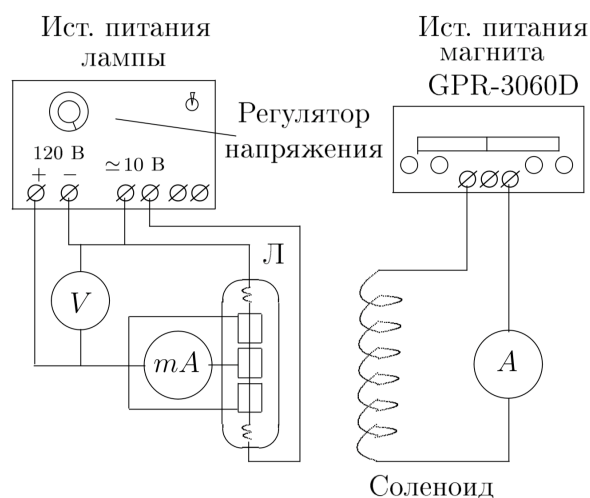 Ист. питания
лампы
Ист. питания
магнита
GPR-3060D
Регулятор
напряжения
120 В
≃10 В
+ −
Л
V
mA
A
Соленоид